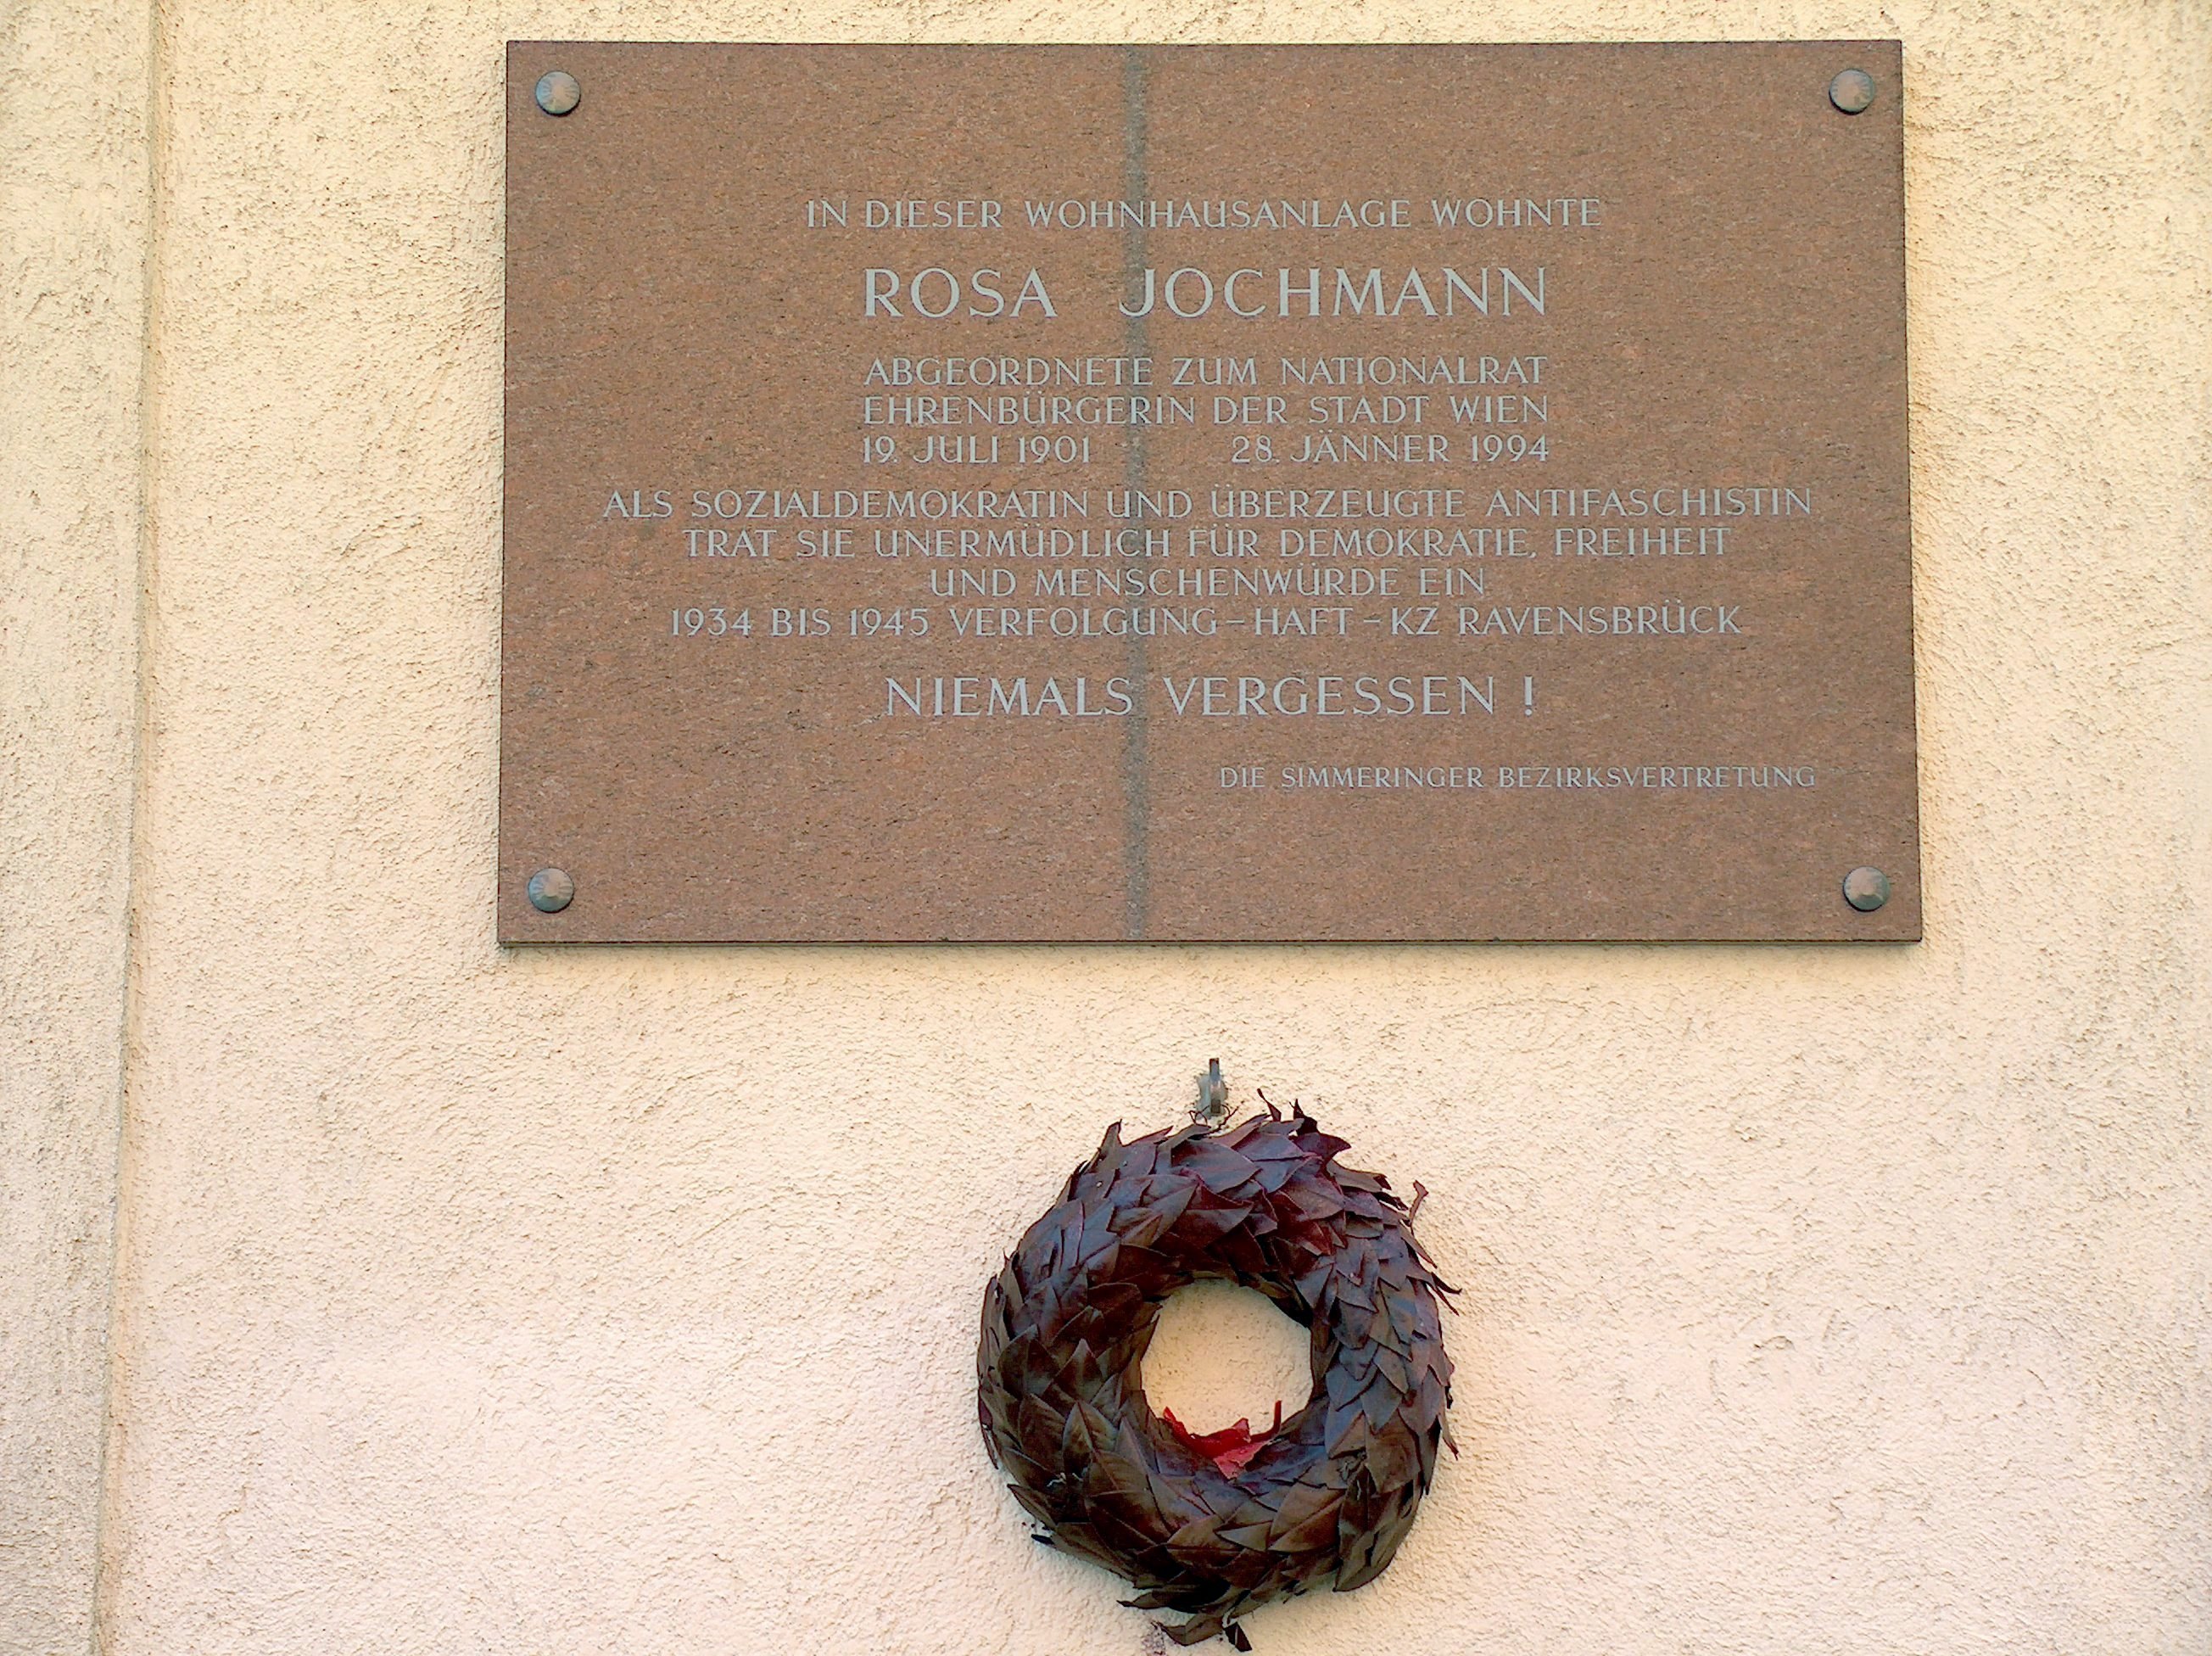 IN DIESER WOHNHAUSANLAGE WOHNTE
ROSA JOCHMANN
ABGEORDNETE ZUM NATIONALRAT
EHRENBÜRGERIN DER STADT WIEN
19. JULI 1901 28. JÄNNER 1994
ALS SOZIALDEMOKRATIN UND ÜBERZEUGTE ANTIFASCHISTIN
TRAT SIE UNERMÜDLICH FÜR DEMOKRATIE, FREIHEIT
UND MENSCHENWÜRDE EIN
1934 BIS 1945 VERFOLGUNG – HAFT – KZ RAVENSBRÜCK
NIEMALS VERGESSEN !
DIE SIMMERINGER BEZIRKSVERTRETUNG